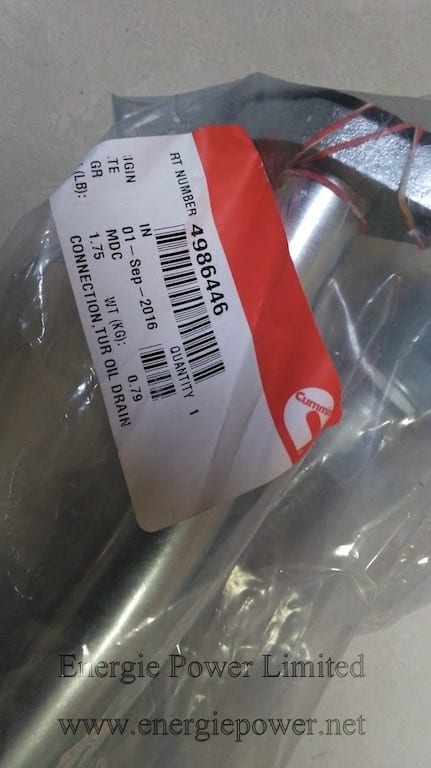 RT NUMBER 4986446
QUANTITY 1
IGIN IN
TE 01-Sep-2016
GR MDC WT (KG): 0.79
(LB): 1.75
CONNECTION,TUR OIL DRAIN
Cummin
Energie Power Limited
www.energiepower.net